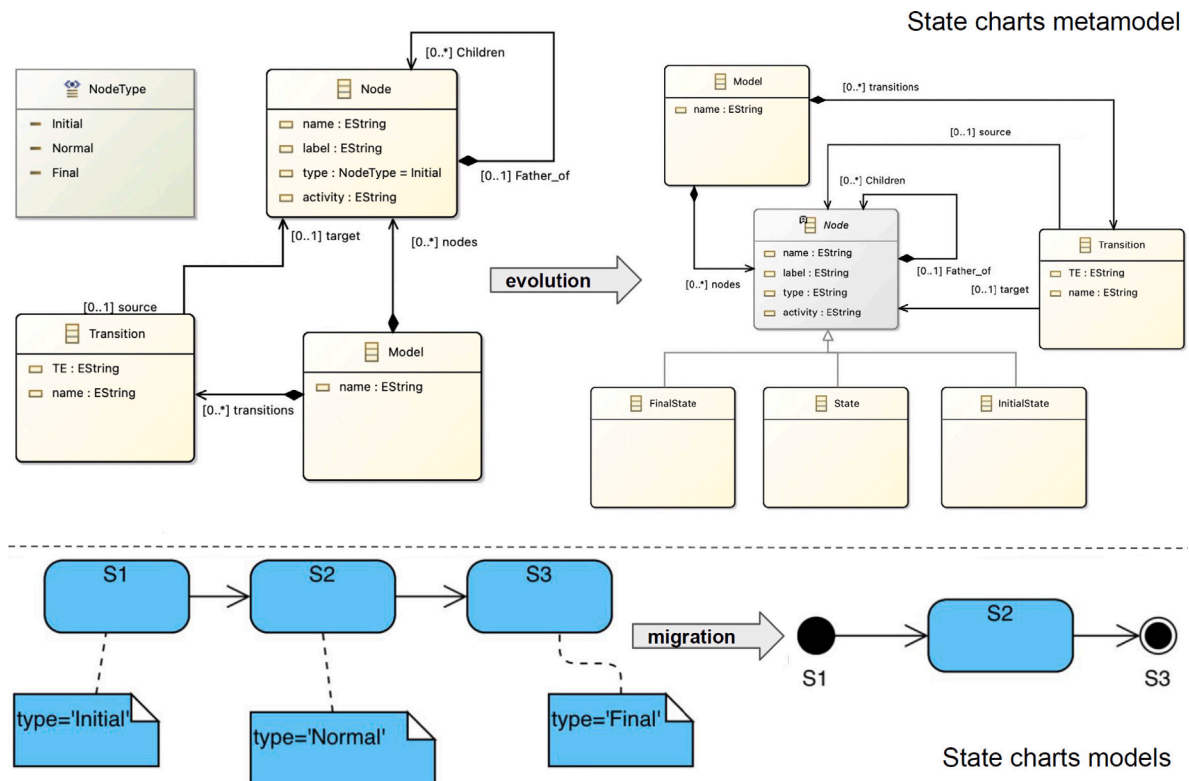 State charts metamodel
NodeType
Initial
Normal
Final
[0..*] Children
Node
name : EString
label : EString
type : NodeType = Initial
activity : EString
[0..1] Father_of
[0..1] target
[0..*] nodes
[0..1] source
Transition
TE : EString
name : EString
[0..*] transitions
Model
name : EString
evolution
Model
name : EString
[0..*] transitions
[0..1] source
[0..*] Children
Node
name : EString
label : EString
type : EString
activity : EString
[0..1] Father_of
[0..*] nodes
[0..1] target
Transition
TE : EString
name : EString
FinalState
State
InitialState
S1
S2
S3
type='Initial'
type='Normal'
type='Final'
migration
S1
S2
S3
State charts models